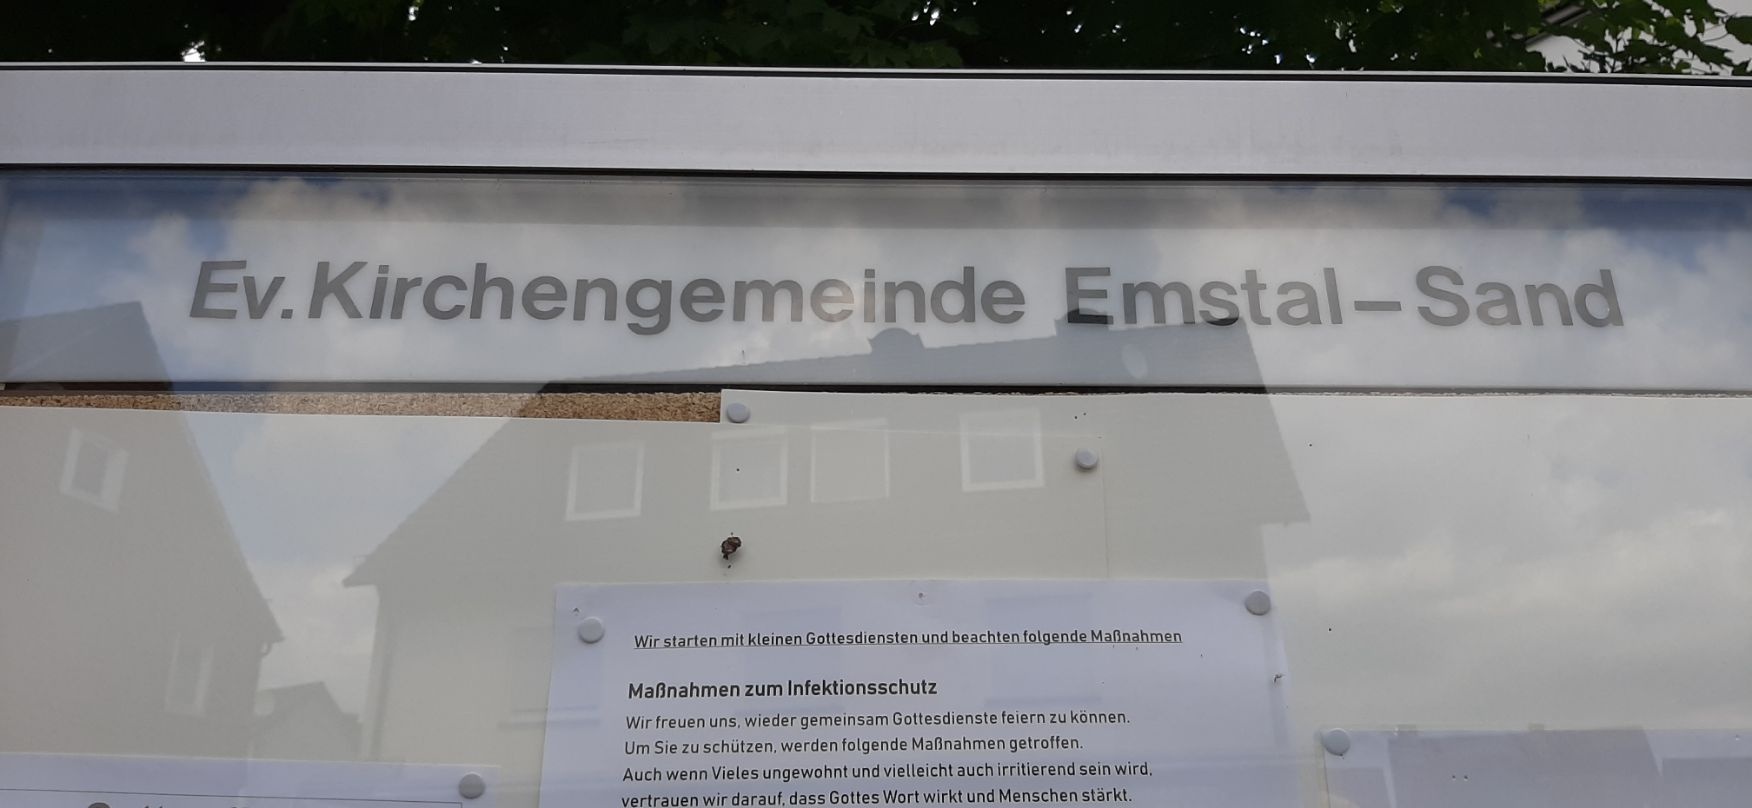 Ev. Kirchengemeinde Emstal-Sand
Wir starten mit kleinen Gottesdiensten und beachten folgende Maßnahmen
Maßnahmen zum Infektionsschutz
Wir freuen uns, wieder gemeinsam Gottesdienste feiern zu können.
Um Sie zu schützen, werden folgende Maßnahmen getroffen.
Auch wenn Vieles ungewohnt und vielleicht auch irritierend sein wird,
vertrauen wir darauf, dass Gottes Wort wirkt und Menschen stärkt.